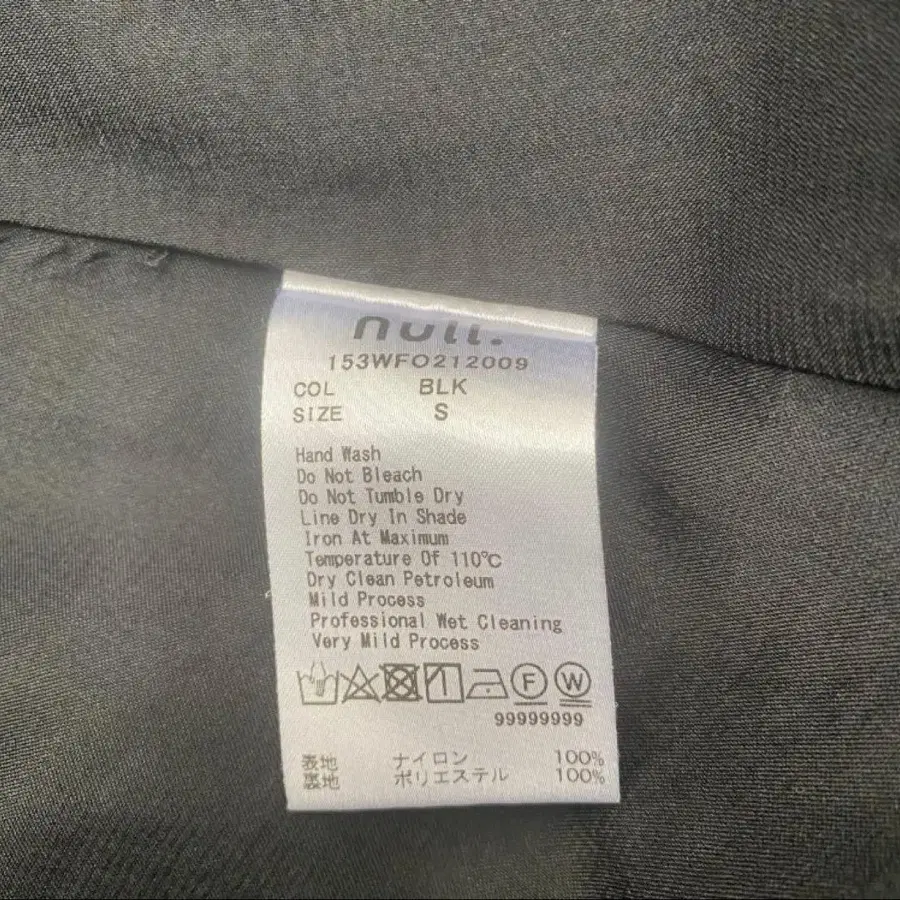 null.
153WFO212009
COL BLK
SIZE S
Hand Wash
Do Not Bleach
Do Not Tumble Dry
Line Dry In Shade
Iron At Maximum
Temperature Of 110℃
Dry Clean Petroleum
Mild Process
Professional Wet Cleaning
Very Mild Process
F W
99999999
表地 ナイロン 100%
裏地 ポリエステル 100%